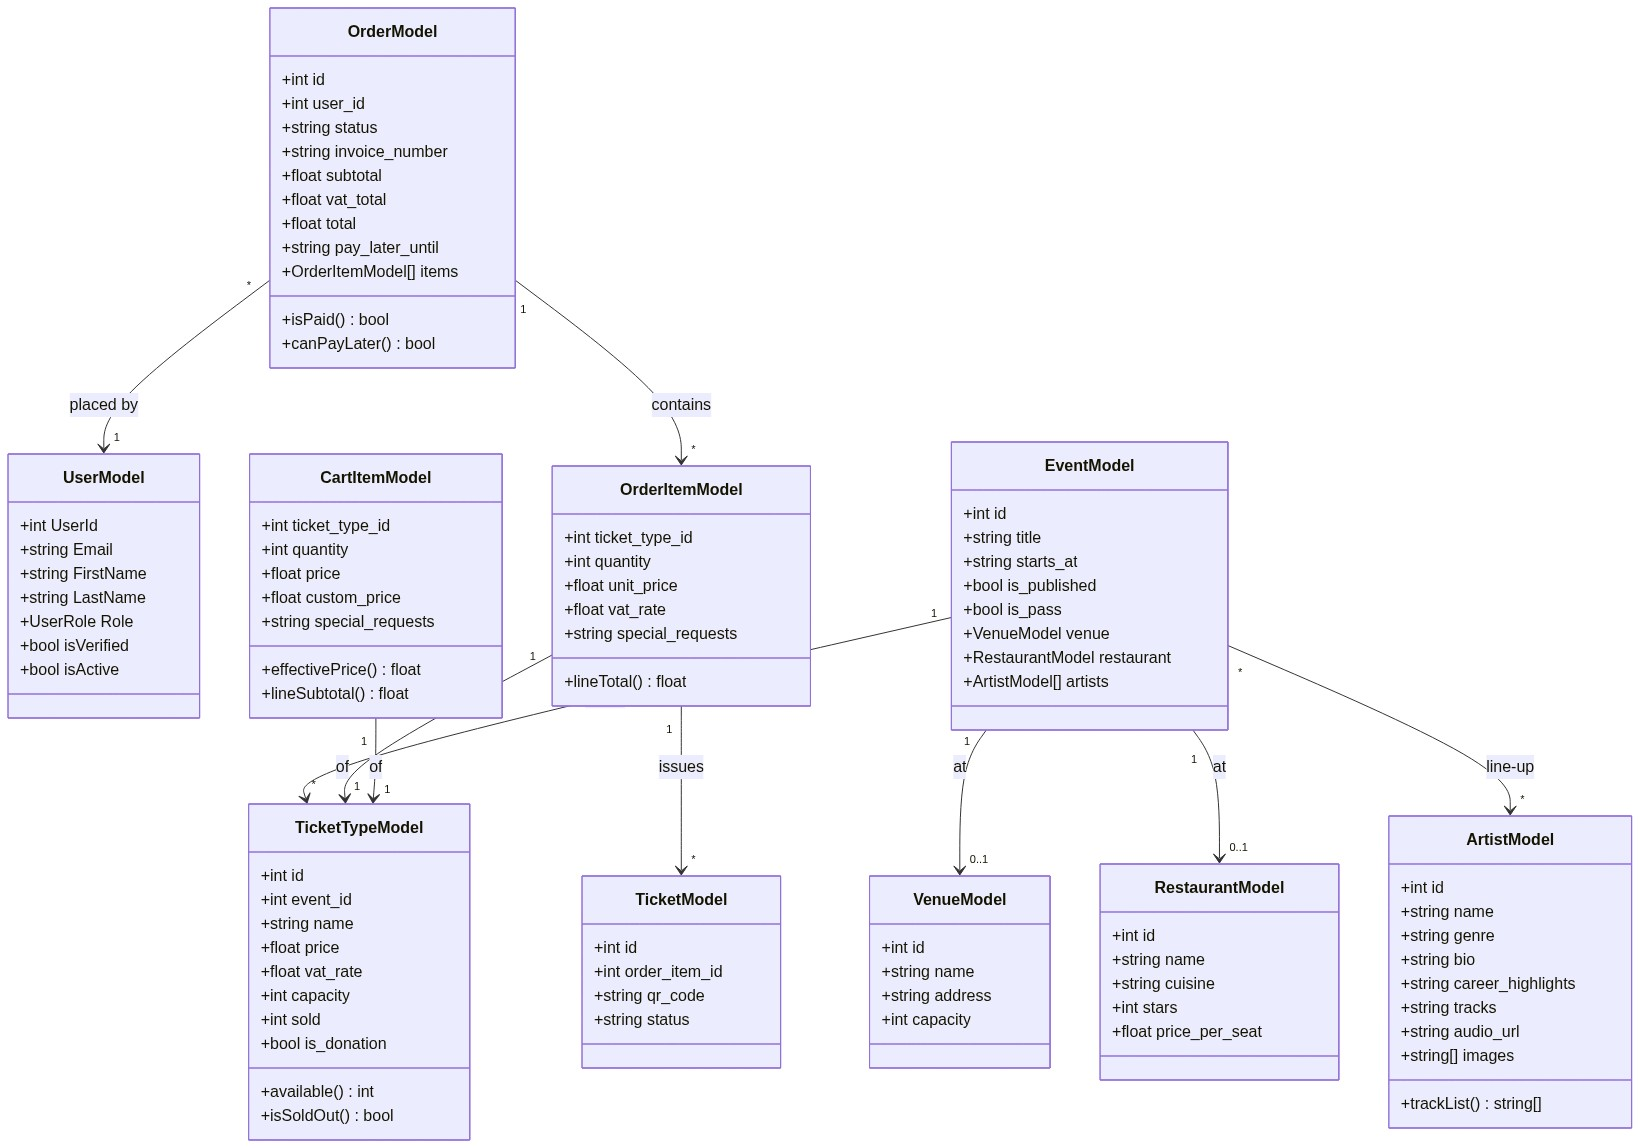 OrderModel
+int id
+int user_id
+string status
+string invoice_number
+float subtotal
+float vat_total
+float total
+string pay_later_until
+OrderItemModel[] items
+isPaid() : bool
+canPayLater() : bool
*
1
placed by
contains
1
*
UserModel
+int UserId
+string Email
+string FirstName
+string LastName
+UserRole Role
+bool isVerified
+bool isActive
CartItemModel
+int ticket_type_id
+int quantity
+float price
+float custom_price
+string special_requests
+effectivePrice() : float
+lineSubtotal() : float
OrderItemModel
+int ticket_type_id
+int quantity
+float unit_price
+float vat_rate
+string special_requests
+lineTotal() : float
EventModel
+int id
+string title
+string starts_at
+bool is_published
+bool is_pass
+VenueModel venue
+RestaurantModel restaurant
+ArtistModel[] artists
1
1
*
1
1
1
1
of
of
issues
at
at
line-up
*
1
1
*
0..1
0..1
*
TicketTypeModel
+int id
+int event_id
+string name
+float price
+float vat_rate
+int capacity
+int sold
+bool is_donation
+available() : int
+isSoldOut() : bool
TicketModel
+int id
+int order_item_id
+string qr_code
+string status
VenueModel
+int id
+string name
+string address
+int capacity
RestaurantModel
+int id
+string name
+string cuisine
+int stars
+float price_per_seat
ArtistModel
+int id
+string name
+string genre
+string bio
+string career_highlights
+string tracks
+string audio_url
+string[] images
+trackList() : string[]